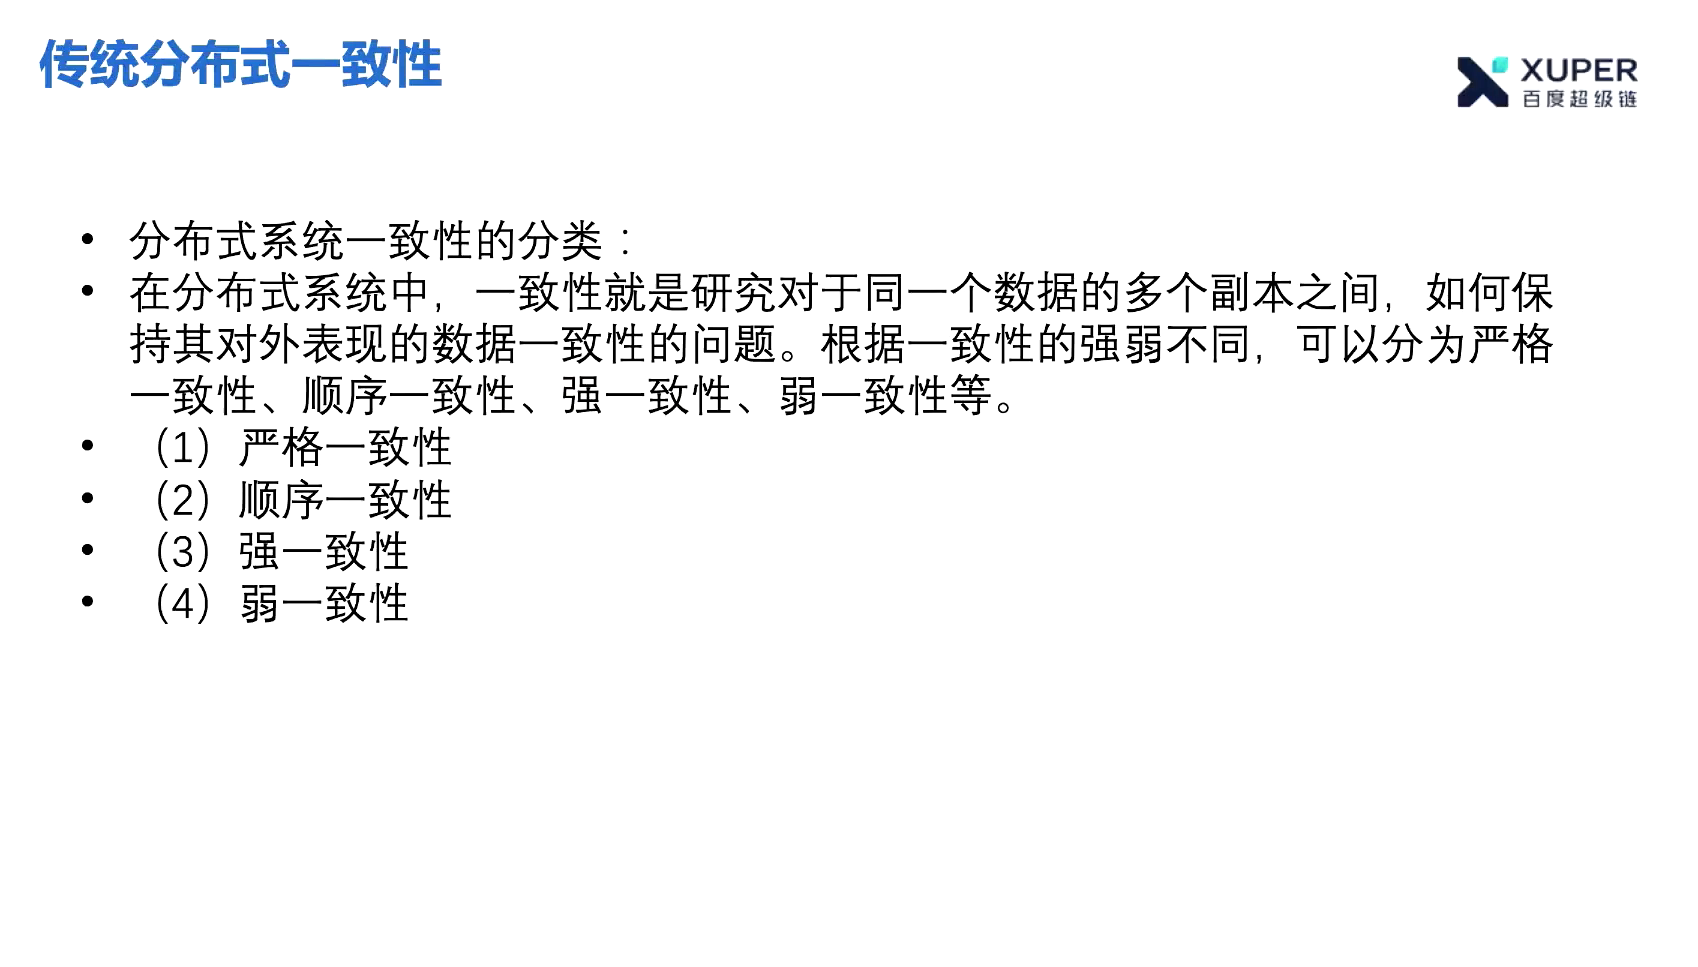 传统分布式一致性
XUPER
百度超级链
• 分布式系统一致性的分类：
• 在分布式系统中，一致性就是研究对于同一个数据的多个副本之间，如何保
持其对外表现的数据一致性的问题。根据一致性的强弱不同，可以分为严格
一致性、顺序一致性、强一致性、弱一致性等。
• （1）严格一致性
• （2）顺序一致性
• （3）强一致性
• （4）弱一致性